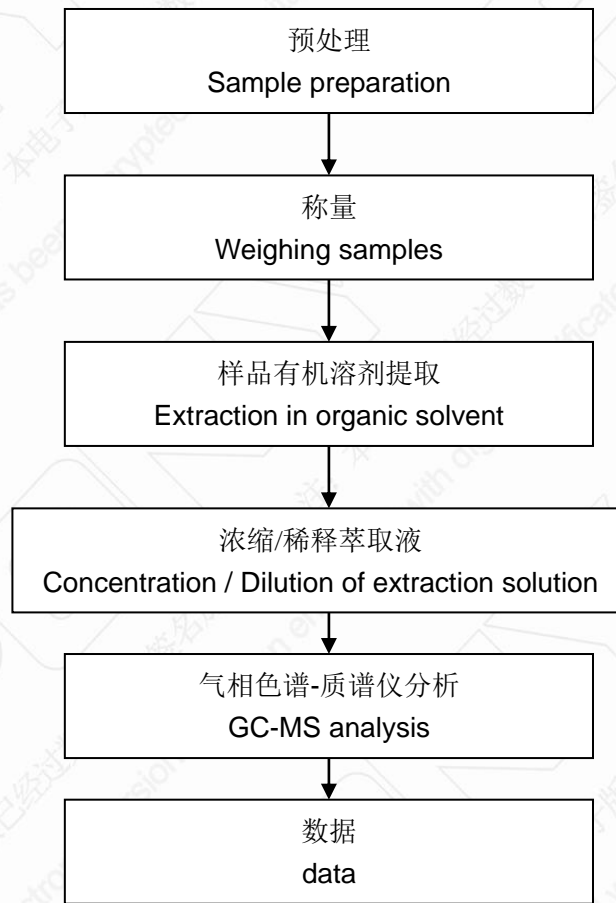 预处理
Sample preparation
称量
Weighing samples
样品有机溶剂提取
Extraction in organic solvent
浓缩/稀释萃取液
Concentration / Dilution of extraction solution
气相色谱-质谱仪分析
GC-MS analysis
数据
data